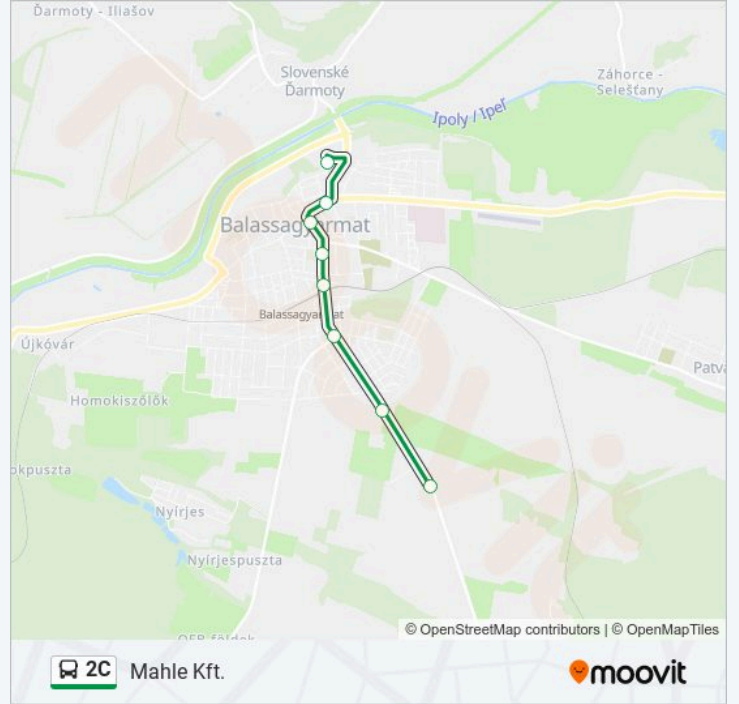 Ďarmoty - Iliašov
Slovenské
Ďarmoty
Záhorce -
Selešťany
Ipoly / Ipeľ
Balassagyarmat
Balassagyarmat
Újkóvár
Patva
Homokiszőlők
okpuszta
Nyírjes
Nyírjespuszta
© OpenStreetMap contributors | © OpenMapTiles
2C Mahle Kft.
moovit